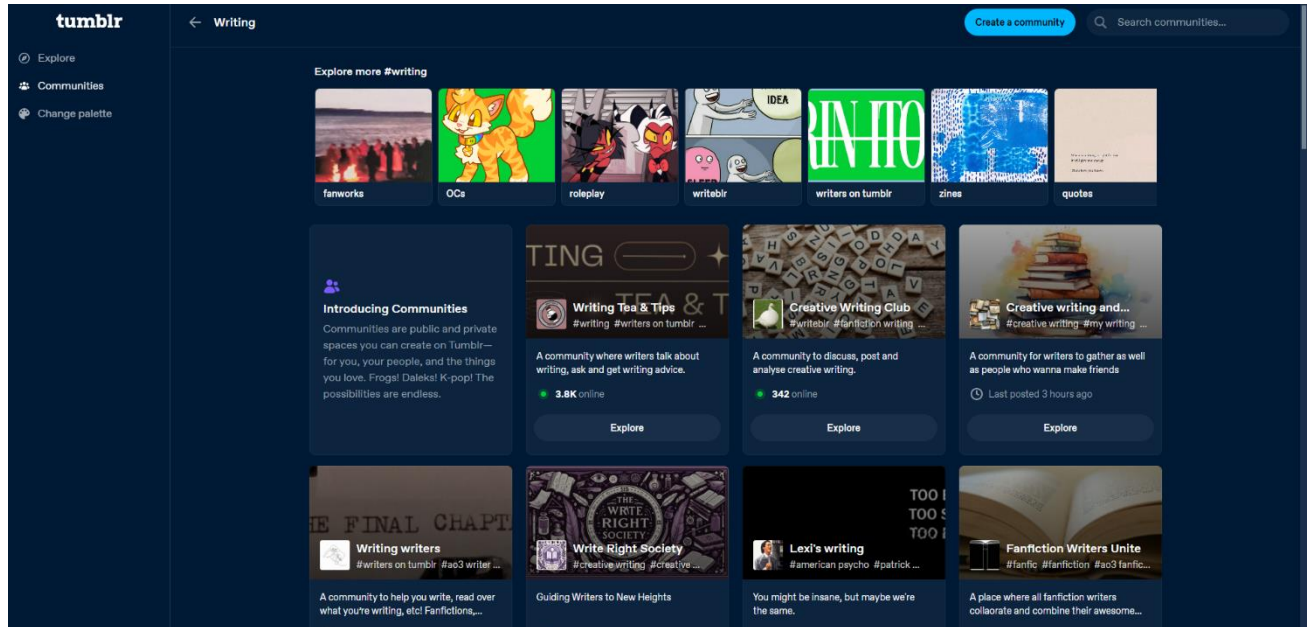 tumblr
Explore
Communities
Change palette
← Writing
Create a community
Search communities...
Explore more #writing
fanworks
OCs
roleplay
IDEA
writeblr
writers on tumblr
zines
quotes
Introducing Communities
Communities are public and private
spaces you can create on Tumblr—
for you, your people, and the things
you love. Frogs! Daleks! K-pop! The
possibilities are endless.
TING
TEA & T
Writing Tea & Tips
#writing #writers on tumblr ...
A community where writers talk about
writing, ask and get writing advice.
3.8K online
Explore
Creative Writing Club
#writeblr #fanfiction writing ...
A community to discuss, post and
analyse creative writing.
342 online
Explore
Creative writing and...
#creative writing #my writing ...
A community for writers to gather as well
as people who wanna make friends
Last posted 3 hours ago
Explore
THE FINAL CHAPT
Writing writers
#writers on tumblr #ao3 writer ...
A community to help you write, read over
what you're writing, etc! Fanfictions,...
THE
WRITE
RIGHT
SOCIETY
Write Right Society
#creative writing #creative ...
Guiding Writers to New Heights
TOO
TOO
TOO
Lexi's writing
#american psycho #patrick ...
You might be insane, but maybe we're
the same.
Fanfiction Writers Unite
#fanfic #fanfiction #ao3 fanfic...
A place where all fanfiction writers
collaorate and combine their awesome...